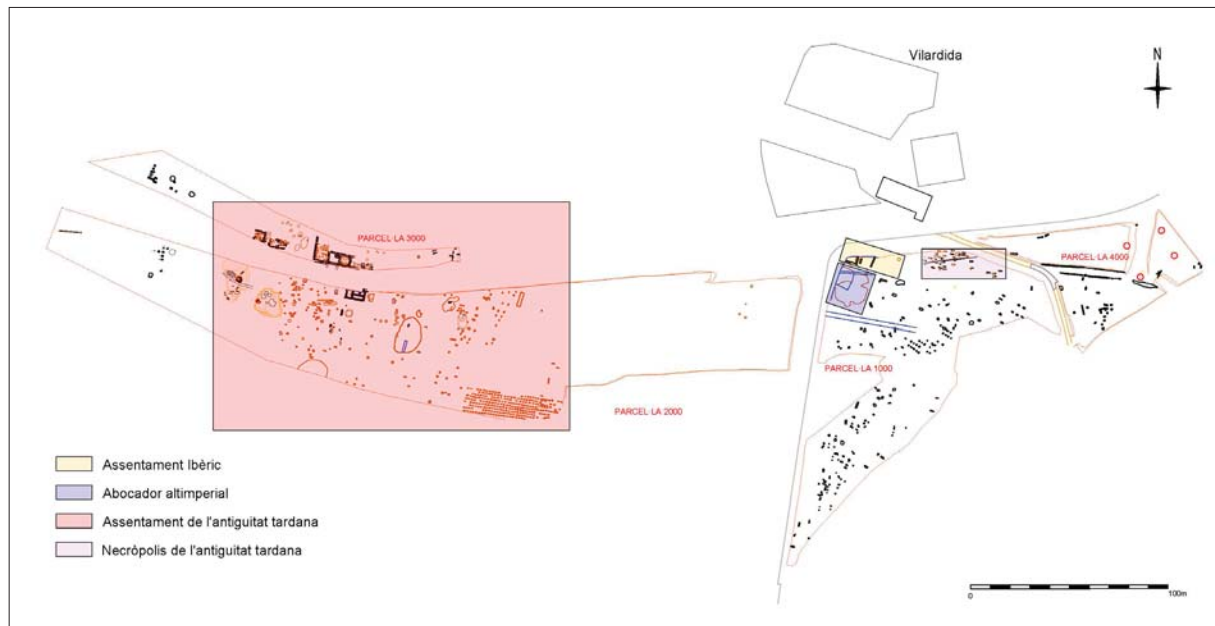 Vilardida
N
PARCEL·LA 3000
PARCEL·LA 4000
PARCEL·LA 1000
PARCEL·LA 2000
Assentament Ibèric
Abocador altimperial
Assentament de l'antiguitat tardana
Necròpolis de l'antiguitat tardana
0 100m